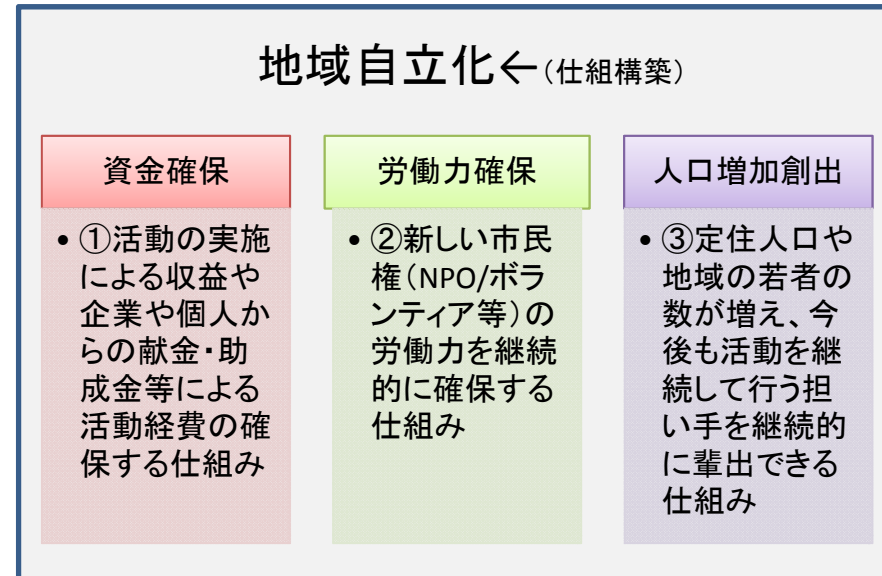 地域自立化←(仕組構築)
資金確保
• ①活動の実施
による収益や
企業や個人か
らの献金・助
成金等による
活動経費の確
保する仕組み
労働力確保
• ②新しい市民
権(NPO/ボラ
ンティア等)の
労働力を継続
的に確保する
仕組み
人口増加創出
• ③定住人口や
地域の若者の
数が増え、今
後も活動を継
続して行う担
い手を継続的
に輩出できる
仕組み